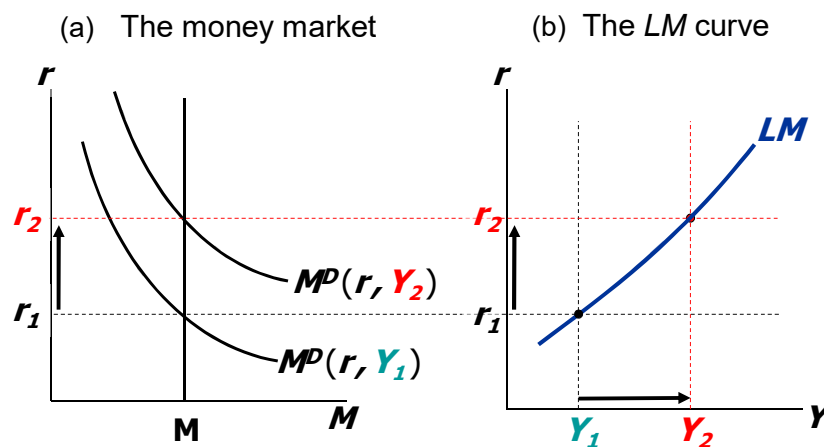 (a) The money market
r
r₂
r₁
Mᴰ(r, Y₂)
Mᴰ(r, Y₁)
M
M
(b) The LM curve
r
LM
r₂
r₁
Y₁
Y₂
Y